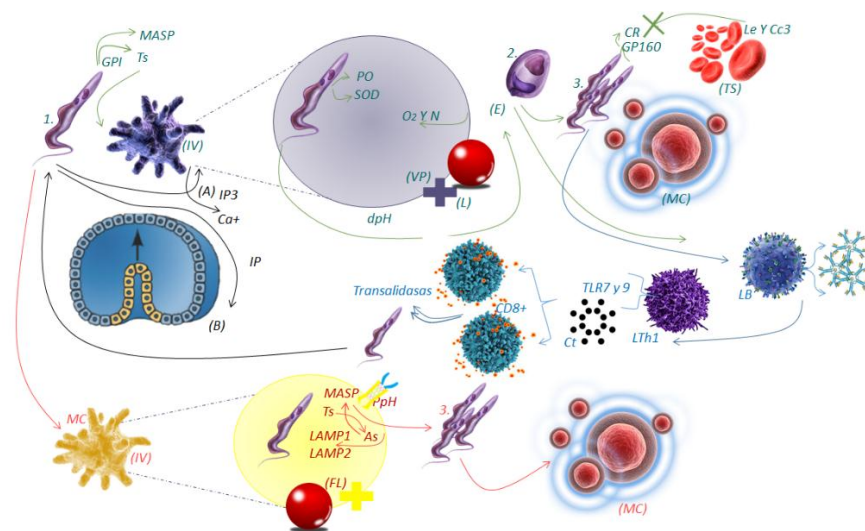 MASP
GPI
Ts
1.
(IV)
(A) IP3
Ca+
IP
(B)
PO
SOD
O2 Y N
(VP)
(L)
dpH
2.
(E)
CR
GP160
3.
Le Y Cc3
(TS)
(MC)
Transalidasas
CD8+
Ct
TLR7 y 9
LTh1
LB
MC
(IV)
MASP
PpH
Ts
LAMP1
As
LAMP2
(FL)
3.
(MC)